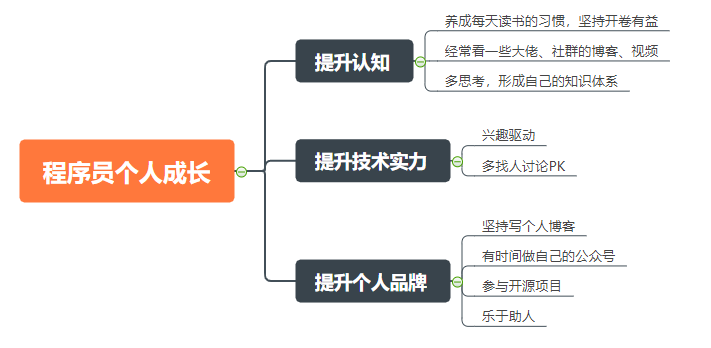 程序员个人成长
提升认知
养成每天读书的习惯，坚持开卷有益
经常看一些大佬、社群的博客、视频
多思考，形成自己的知识体系
提升技术实力
兴趣驱动
多找人讨论PK
提升个人品牌
坚持写个人博客
有时间做自己的公众号
参与开源项目
乐于助人